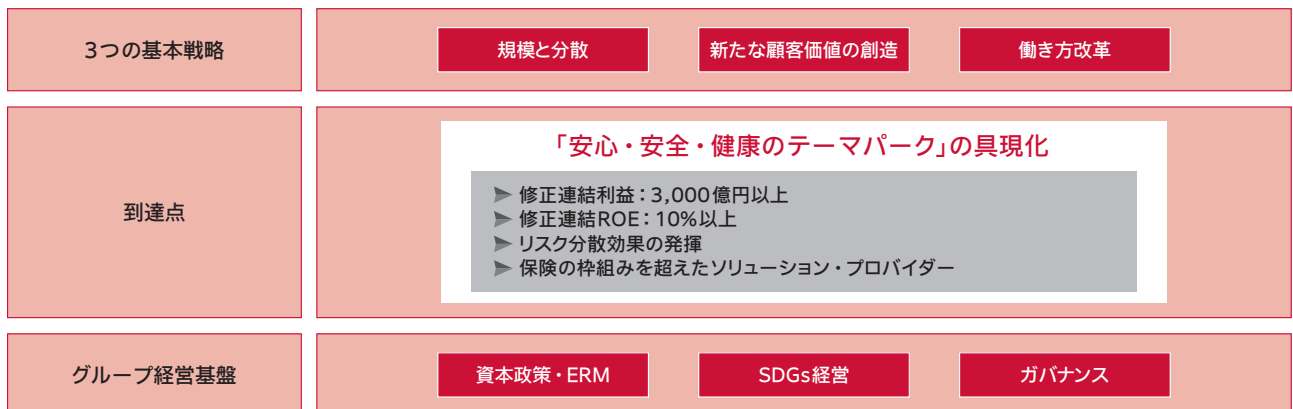 3つの基本戦略
規模と分散
新たな顧客価値の創造
働き方改革
到達点
「安心・安全・健康のテーマパーク」の具現化
➤ 修正連結利益：3,000億円以上
➤ 修正連結ROE：10%以上
➤ リスク分散効果の発揮
➤ 保険の枠組みを超えたソリューション・プロバイダー
グループ経営基盤
資本政策・ERM
SDGs経営
ガバナンス